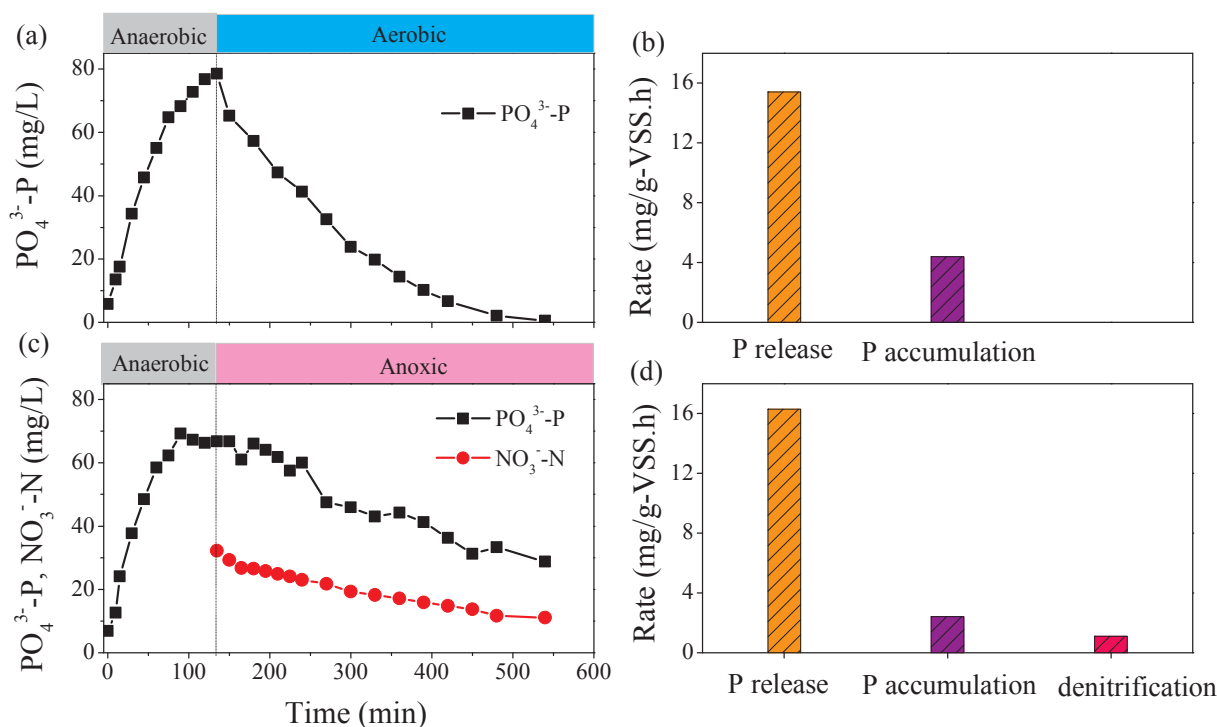 (a)
Anaerobic
Aerobic
PO₄³⁻-P (mg/L)
80
60
40
20
0
PO₄³⁻-P
(b)
Rate (mg/g-VSS.h)
16
12
8
4
0
P release
P accumulation
(c)
Anaerobic
Anoxic
PO₄³⁻-P, NO₃⁻-N (mg/L)
80
60
40
20
0
PO₄³⁻-P
NO₃⁻-N
0
100
200
300
400
500
600
Time (min)
(d)
Rate (mg/g-VSS.h)
16
12
8
4
0
P release
P accumulation
denitrification